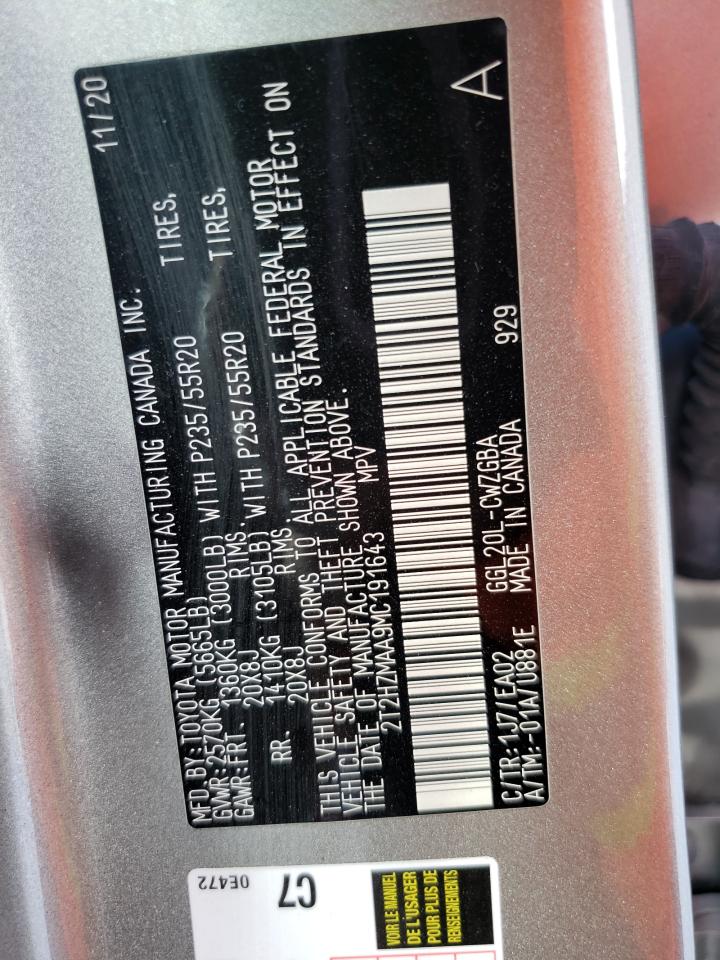 MFD.BY:TOYOTA MOTOR MANUFACTURING CANADA INC. 11/20
GVWR:2570KG (5665LB)
GAWR:FRT. 1360KG (3000LB) WITH P235/55R20 TIRES,
20X8J RIMS.
RR. 1410KG (3105LB) WITH P235/55R20 TIRES,
20X8J RIMS.
THIS VEHICLE CONFORMS TO ALL APPLICABLE FEDERAL MOTOR
VEHICLE SAFETY AND THEFT PREVENTION STANDARDS IN EFFECT ON
THE DATE OF MANUFACTURE SHOWN ABOVE.
2T2HZMAA9MC191643 MPV
A
C/TR:1J7/EA02 GGL20L-CWZGBA 929
A/TM:-01A/U881E MADE IN CANADA
0E472
C7
VOIR LE MANUEL
DE L'USAGER
POUR PLUS DE
RENSEIGNEMENTS